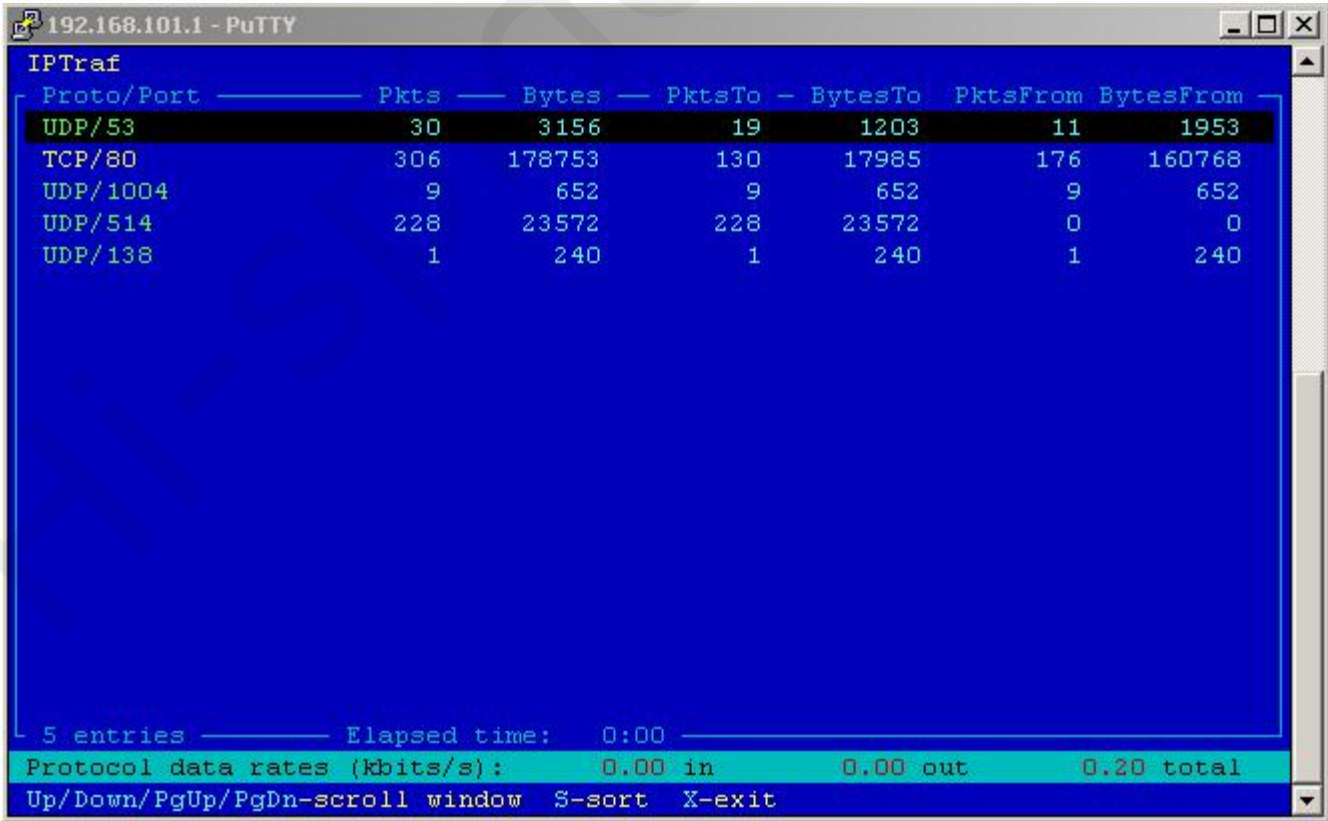 192.168.101.1 - PuTTY
IPTraf
Proto/Port Pkts Bytes PktsTo BytesTo PktsFrom BytesFrom
UDP/53 30 3156 19 1203 11 1953
TCP/80 306 178753 130 17985 176 160768
UDP/1004 9 652 9 652 9 652
UDP/514 228 23572 228 23572 0 0
UDP/138 1 240 1 240 1 240
5 entries Elapsed time: 0:00
Protocol data rates (kbits/s): 0.00 in 0.00 out 0.20 total
Up/Down/PgUp/PgDn-scroll window S-sort X-exit